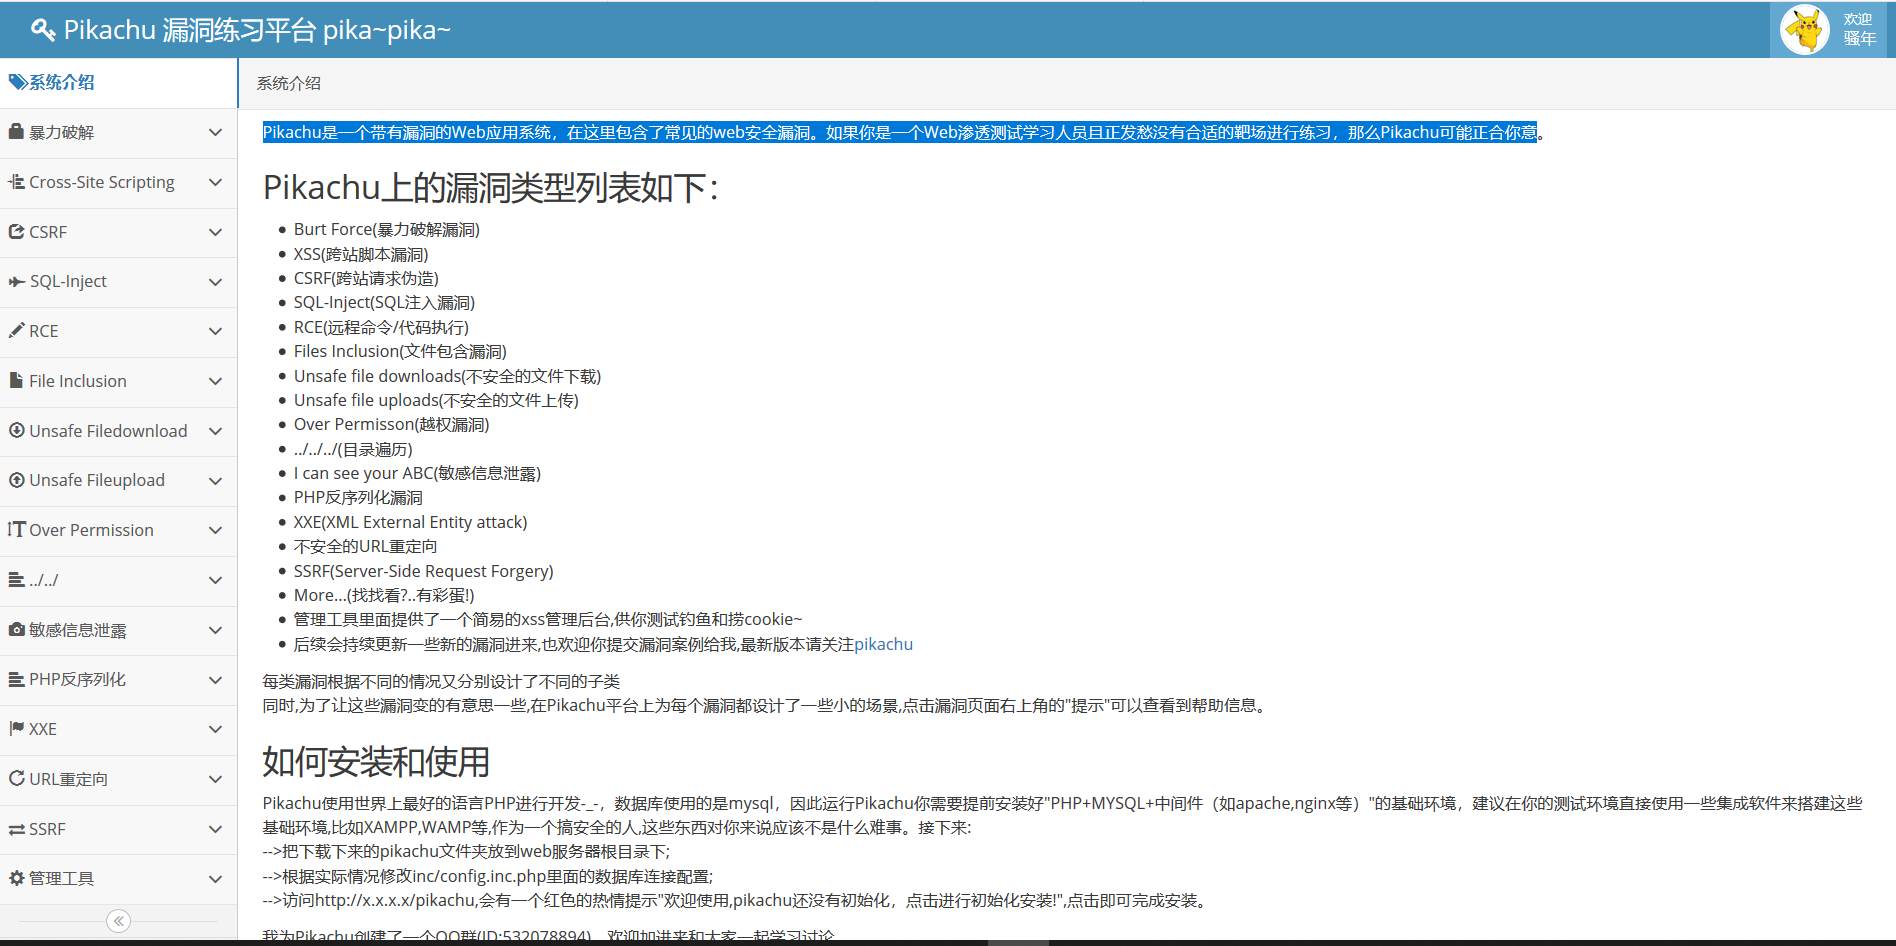 Pikachu 漏洞练习平台 pika~pika~
欢迎
骚年
系统介绍
暴力破解
Cross-Site Scripting
CSRF
SQL-Inject
RCE
File Inclusion
Unsafe Filedownload
Unsafe Fileupload
Over Permission
../../
敏感信息泄露
PHP反序列化
XXE
URL重定向
SSRF
管理工具
系统介绍
Pikachu是一个带有漏洞的Web应用系统，在这里包含了常见的web安全漏洞。如果你是一个Web渗透测试学习人员且正发愁没有合适的靶场进行练习，那么Pikachu可能正合你意。
Pikachu上的漏洞类型列表如下：
Burt Force(暴力破解漏洞)
XSS(跨站脚本漏洞)
CSRF(跨站请求伪造)
SQL-Inject(SQL注入漏洞)
RCE(远程命令/代码执行)
Files Inclusion(文件包含漏洞)
Unsafe file downloads(不安全的文件下载)
Unsafe file uploads(不安全的文件上传)
Over Permisson(越权漏洞)
../../../(目录遍历)
I can see your ABC(敏感信息泄露)
PHP反序列化漏洞
XXE(XML External Entity attack)
不安全的URL重定向
SSRF(Server-Side Request Forgery)
More...(找找看?..有彩蛋!)
管理工具里面提供了一个简易的xss管理后台,供你测试钓鱼和捞cookie~
后续会持续更新一些新的漏洞进来,也欢迎你提交漏洞案例给我,最新版本请关注pikachu
每类漏洞根据不同的情况又分别设计了不同的子类
同时,为了让这些漏洞变的有意思一些,在Pikachu平台上为每个漏洞都设计了一些小的场景,点击漏洞页面右上角的"提示"可以查看到帮助信息。
如何安装和使用
Pikachu使用世界上最好的语言PHP进行开发-_-，数据库使用的是mysql，因此运行Pikachu你需要提前安装好"PHP+MYSQL+中间件（如apache,nginx等）"的基础环境，建议在你的测试环境直接使用一些集成软件来搭建这些
基础环境,比如XAMPP,WAMP等,作为一个搞安全的人,这些东西对你来说应该不是什么难事。接下来:
-->把下载下来的pikachu文件夹放到web服务器根目录下;
-->根据实际情况修改inc/config.inc.php里面的数据库连接配置;
-->访问http://x.x.x.x/pikachu,会有一个红色的热情提示"欢迎使用,pikachu还没有初始化，点击进行初始化安装!",点击即可完成安装。
我为Pikachu创建了一个QQ群(ID:532078894)，欢迎加进来和大家一起学习讨论